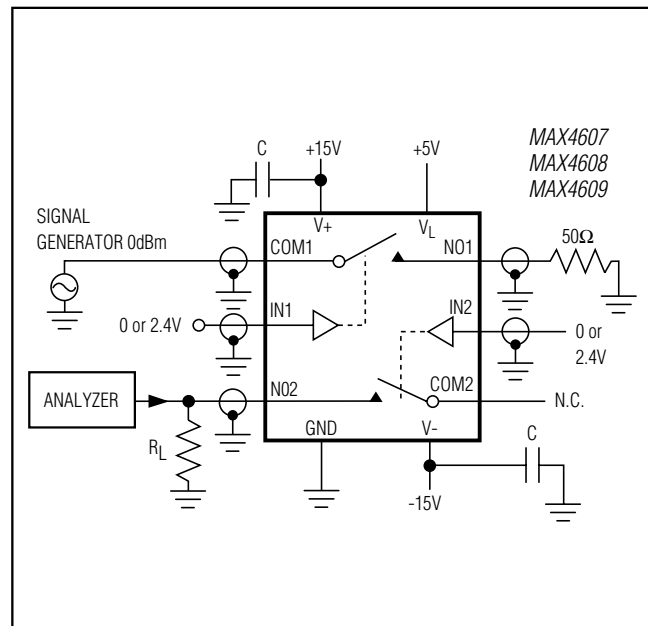 MAX4607
MAX4608
MAX4609
C
+15V
+5V
SIGNAL
GENERATOR 0dBm
V+
VL
50Ω
COM1
NO1
IN1
IN2
0 or 2.4V
0 or
2.4V
COM2
ANALYZER
N02
N.C.
RL
GND
V-
C
-15V